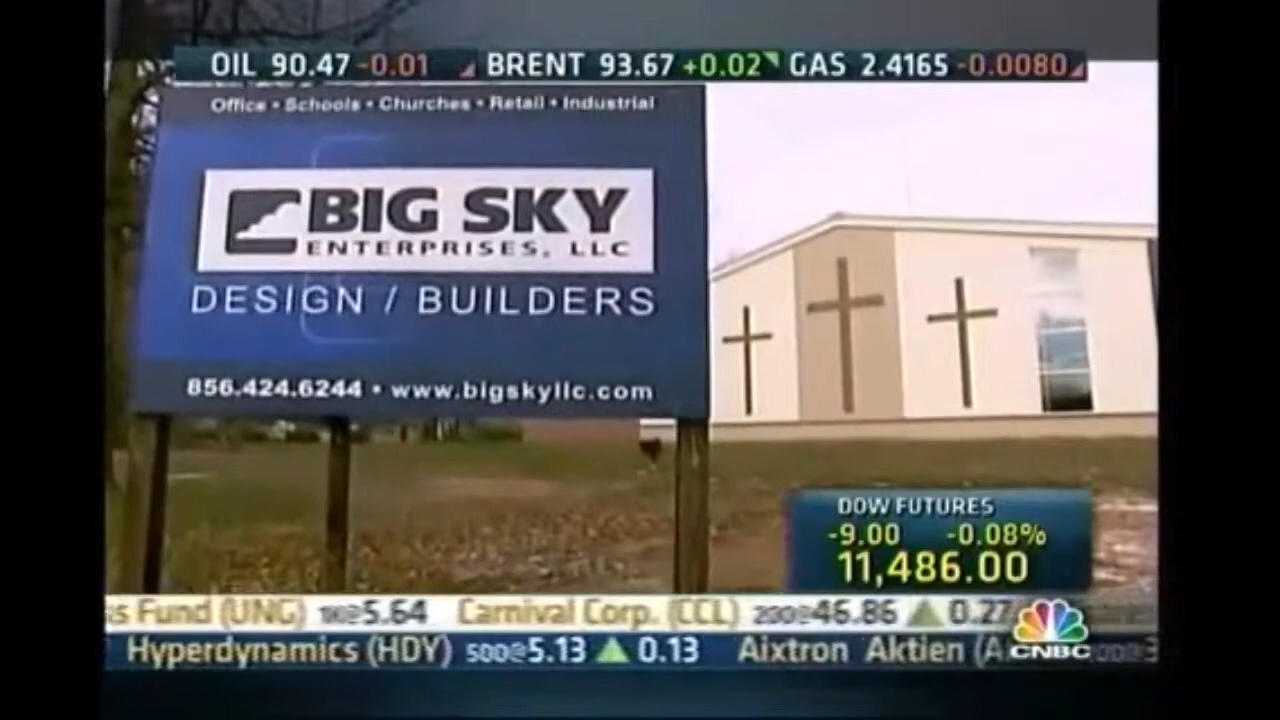 OIL 90.47 -0.01 BRENT 93.67 +0.02 GAS 2.4165 -0.0080
Office • Schools • Churches • Retail • Industrial
BIG SKY
ENTERPRISES, LLC
DESIGN / BUILDERS
856.424.6244 • www.bigskyllc.com
DOW FUTURES
-9.00 -0.08%
11,486.00
s Fund (UNG) 1K@5.64 Carnival Corp. (CCL) 200@46.86 ▲ 0.27
Hyperdynamics (HDY) 500@5.13 ▲ 0.13 Aixtron Aktien (A
CNBC